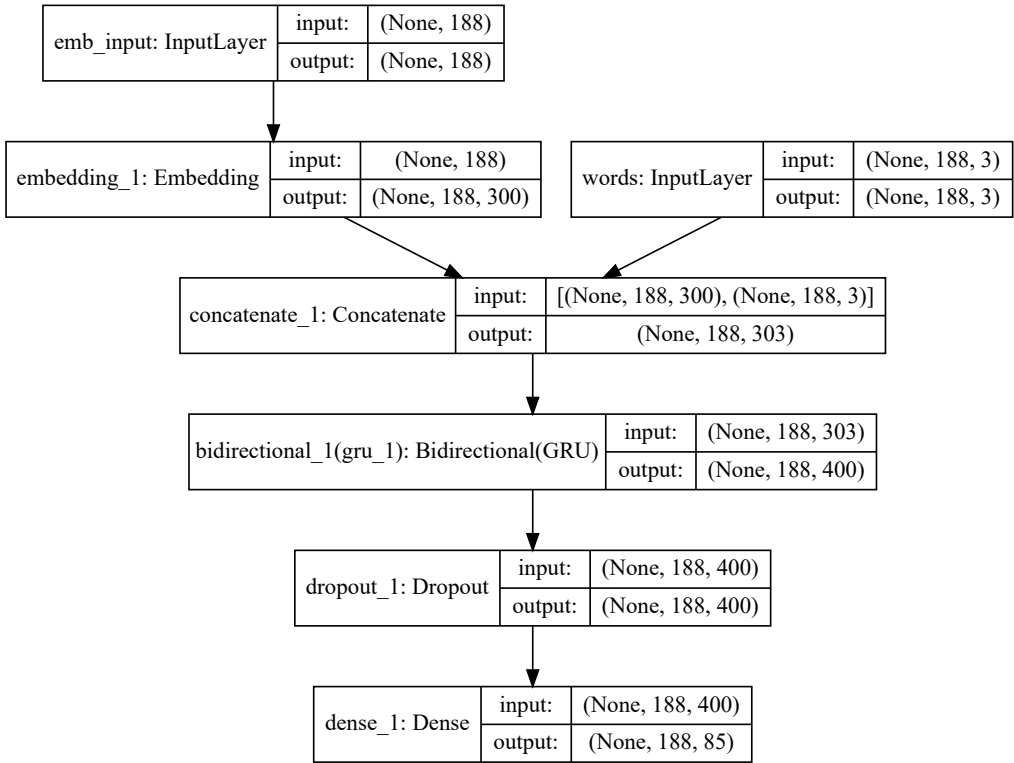 emb_input: InputLayer
input: (None, 188)
output: (None, 188)
embedding_1: Embedding
input: (None, 188)
output: (None, 188, 300)
words: InputLayer
input: (None, 188, 3)
output: (None, 188, 3)
concatenate_1: Concatenate
input: [(None, 188, 300), (None, 188, 3)]
output: (None, 188, 303)
bidirectional_1(gru_1): Bidirectional(GRU)
input: (None, 188, 303)
output: (None, 188, 400)
dropout_1: Dropout
input: (None, 188, 400)
output: (None, 188, 400)
dense_1: Dense
input: (None, 188, 400)
output: (None, 188, 85)